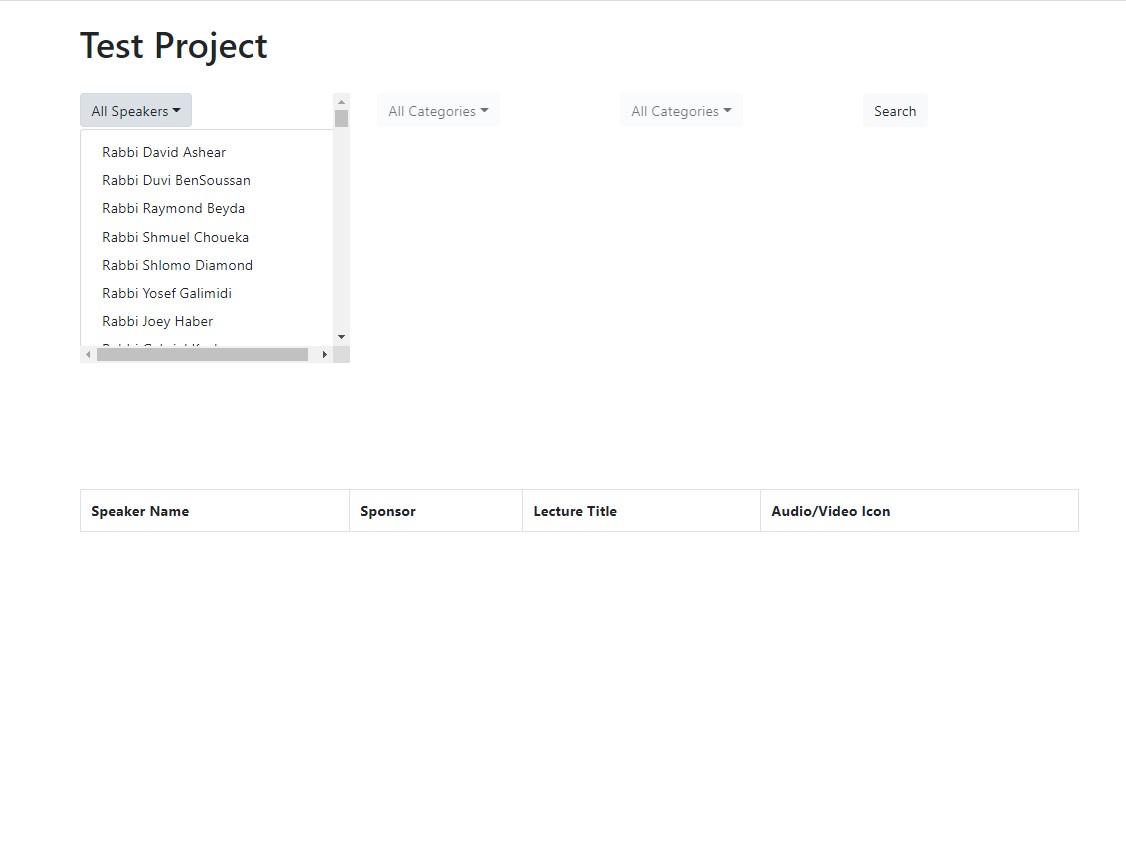 Test Project
All Speakers
All Categories
All Categories
Search
Rabbi David Ashear
Rabbi Duvi BenSoussan
Rabbi Raymond Beyda
Rabbi Shmuel Choueka
Rabbi Shlomo Diamond
Rabbi Yosef Galimidi
Rabbi Joey Haber
Speaker Name
Sponsor
Lecture Title
Audio/Video Icon